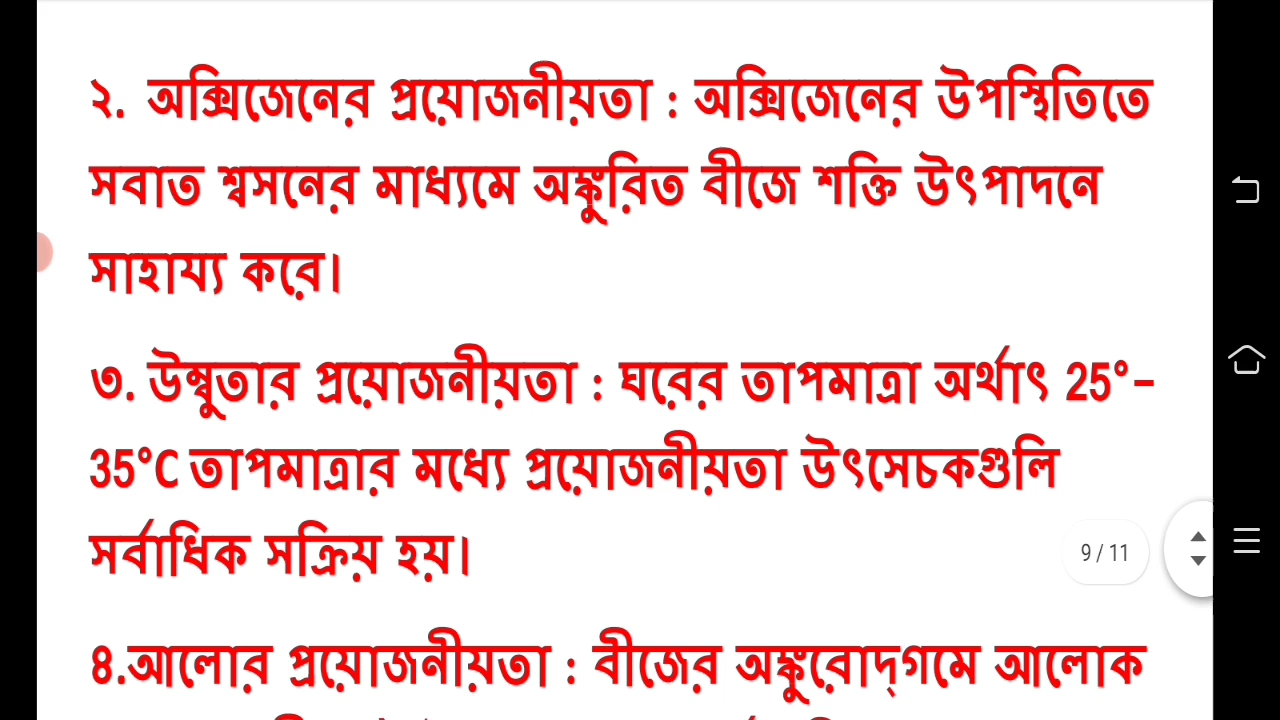 ২. অক্সিজেনের প্রয়োজনীয়তা : অক্সিজেনের উপস্থিতিতে
সবাত শ্বসনের মাধ্যমে অঙ্কুরিত বীজে শক্তি উৎপাদনে
সাহায্য করে।
৩. উষ্ণুতার প্রয়োজনীয়তা : ঘরের তাপমাত্রা অর্থাৎ 25°–
35°C তাপমাত্রার মধ্যে প্রয়োজনীয়তা উৎসেচকগুলি
সর্বাধিক সক্রিয় হয়।
9 / 11
৪.আলোর প্রয়োজনীয়তা : বীজের অঙ্কুরোদ্‌গমে আলোক